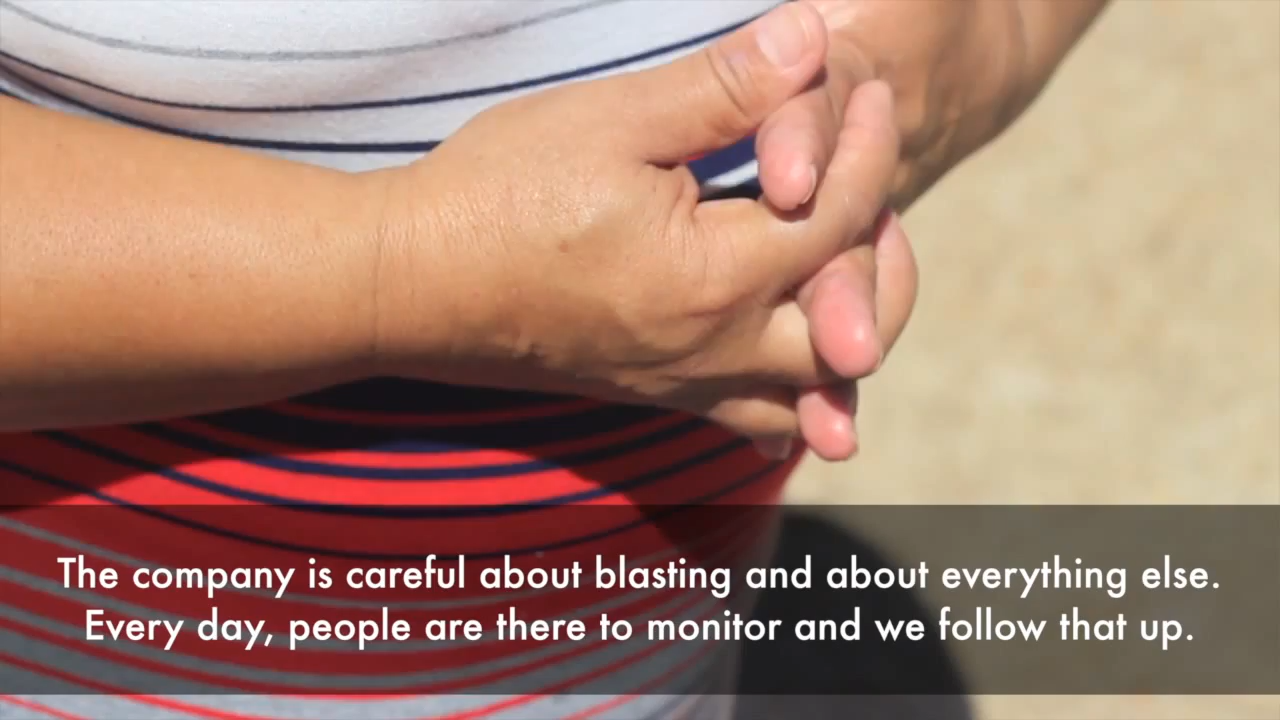 The company is careful about blasting and about everything else.
Every day, people are there to monitor and we follow that up.